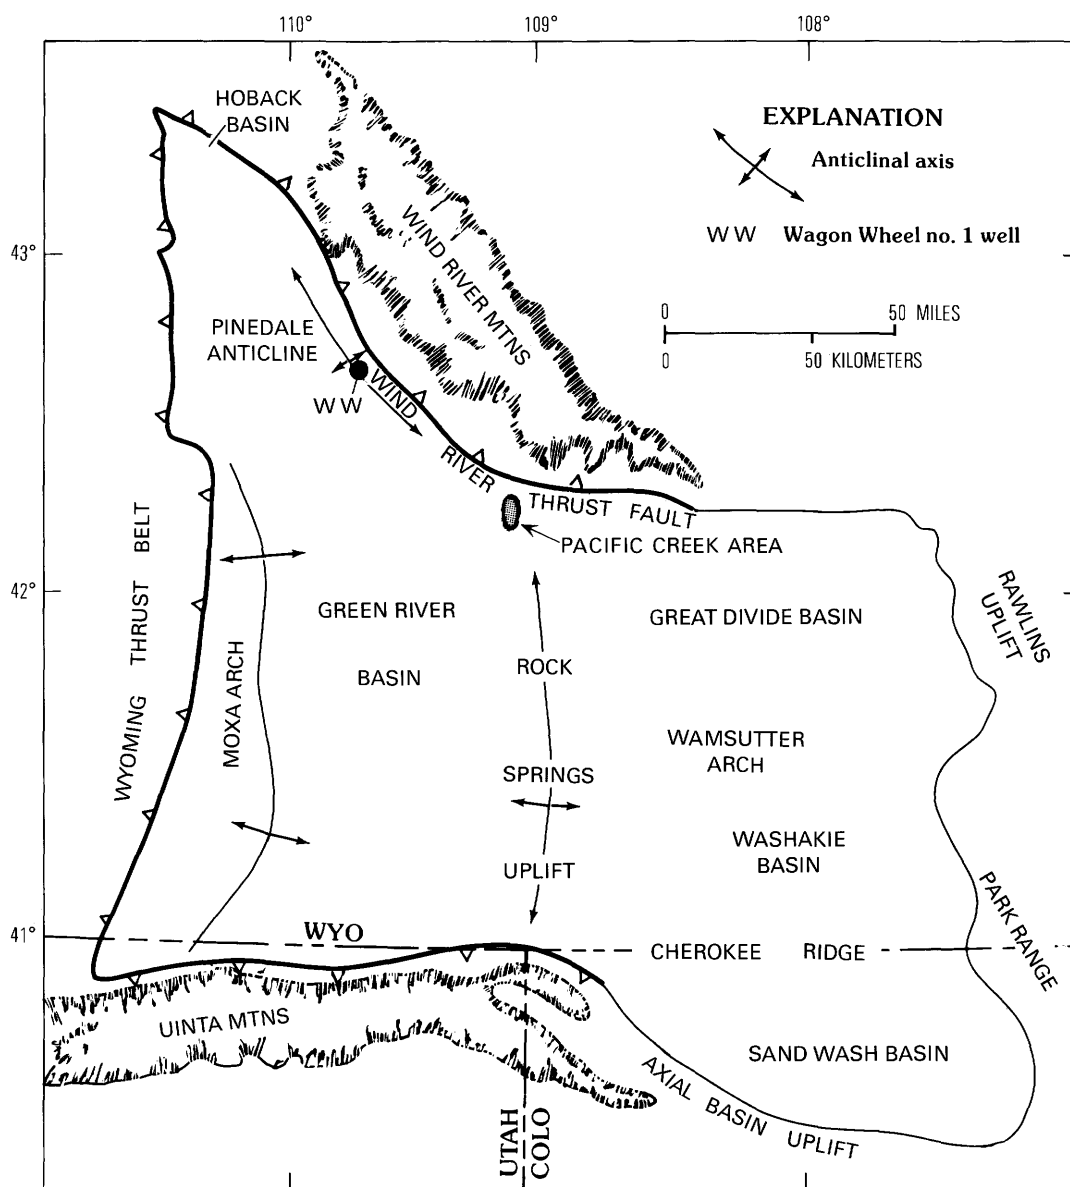 110°
109°
108°
HOBACK
BASIN
EXPLANATION
Anticlinal axis
WW Wagon Wheel no. 1 well
43°
WIND RIVER MTNS
0 50 MILES
0 50 KILOMETERS
PINEDALE
ANTICLINE
WW
WIND
RIVER
THRUST FAULT
PACIFIC CREEK AREA
WYOMING THRUST BELT
42°
GREEN RIVER
BASIN
GREAT DIVIDE BASIN
RAWLINS
UPLIFT
MOXA ARCH
ROCK
SPRINGS
UPLIFT
WAMSUTTER
ARCH
WASHAKIE
BASIN
PARK RANGE
41°
WYO
CHEROKEE RIDGE
UINTA MTNS
SAND WASH BASIN
AXIAL BASIN UPLIFT
UTAH
COLO